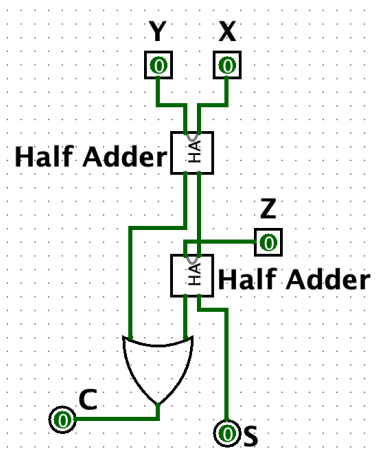 Y X
0 0
Half Adder HA
Z
0
HA Half Adder
C
0
0 S